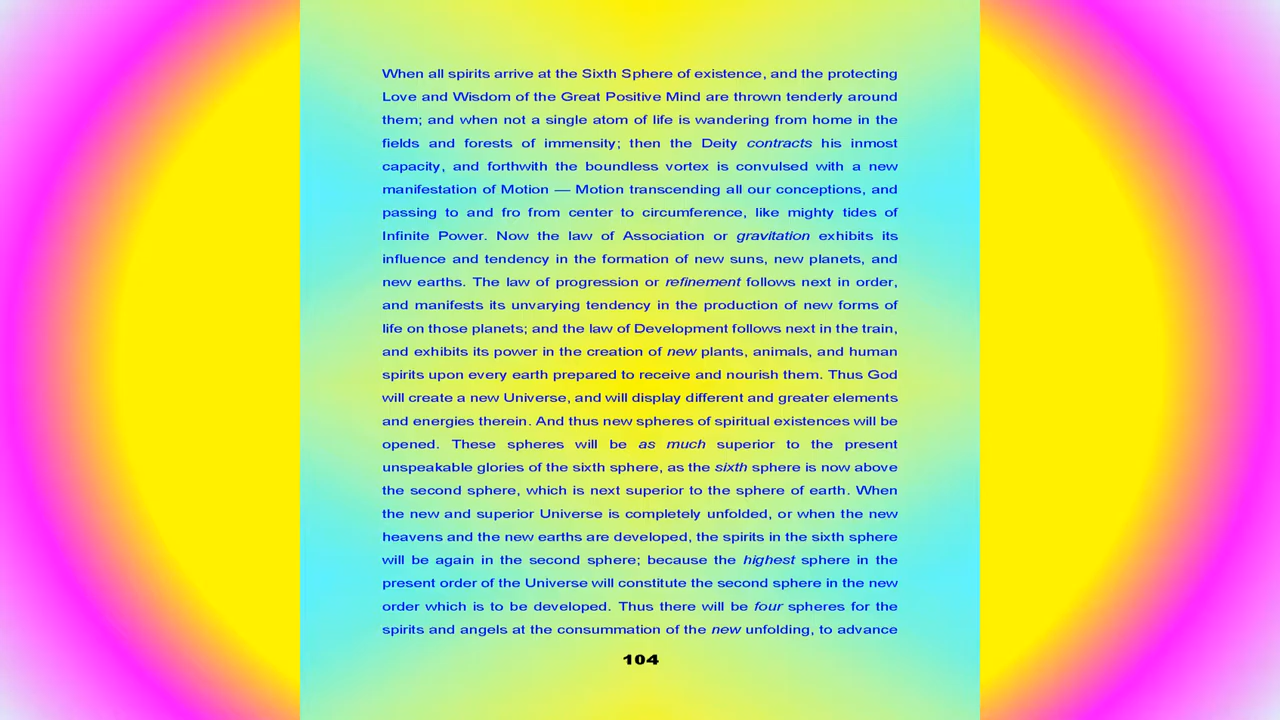 When all spirits arrive at the Sixth Sphere of existence, and the protecting
Love and Wisdom of the Great Positive Mind are thrown tenderly around
them; and when not a single atom of life is wandering from home in the
fields and forests of immensity; then the Deity contracts his inmost
capacity, and forthwith the boundless vortex is convulsed with a new
manifestation of Motion — Motion transcending all our conceptions, and
passing to and fro from center to circumference, like mighty tides of
Infinite Power. Now the law of Association or gravitation exhibits its
influence and tendency in the formation of new suns, new planets, and
new earths. The law of progression or refinement follows next in order,
and manifests its unvarying tendency in the production of new forms of
life on those planets; and the law of Development follows next in the train,
and exhibits its power in the creation of new plants, animals, and human
spirits upon every earth prepared to receive and nourish them. Thus God
will create a new Universe, and will display different and greater elements
and energies therein. And thus new spheres of spiritual existences will be
opened. These spheres will be as much superior to the present
unspeakable glories of the sixth sphere, as the sixth sphere is now above
the second sphere, which is next superior to the sphere of earth. When
the new and superior Universe is completely unfolded, or when the new
heavens and the new earths are developed, the spirits in the sixth sphere
will be again in the second sphere; because the highest sphere in the
present order of the Universe will constitute the second sphere in the new
order which is to be developed. Thus there will be four spheres for the
spirits and angels at the consummation of the new unfolding, to advance
104